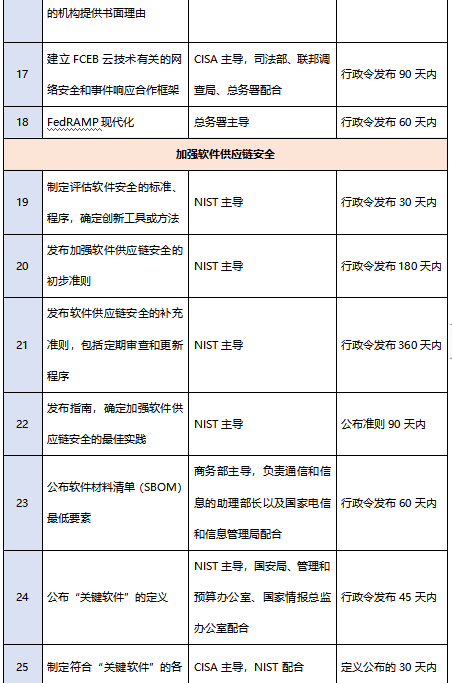 的机构提供书面理由
17
建立 FCEB 云技术有关的网
络安全和事件响应合作框架
CISA 主导，司法部、联邦调
查局、总务署配合
行政令发布 90 天内
18
FedRAMP 现代化
总务署主导
行政令发布 60 天内
加强软件供应链安全
19
制定评估软件安全的标准、
程序，确定创新工具或方法
NIST 主导
行政令发布 30 天内
20
发布加强软件供应链安全的
初步准则
NIST 主导
行政令发布 180 天内
21
发布软件供应链安全的补充
准则，包括定期审查和更新
程序
NIST 主导
行政令发布 360 天内
22
发布指南，确定加强软件供
应链安全的最佳实践
NIST 主导
公布准则 90 天内
23
公布软件材料清单（SBOM）
最低要素
商务部主导，负责通信和信
息的助理部长以及国家电信
和信息管理局配合
行政令发布 60 天内
24
公布“关键软件”的定义
NIST 主导，国安局、管理和
预算办公室、国家情报总监
办公室配合
行政令发布 45 天内
25
制定符合“关键软件”的各
CISA 主导，NIST 配合
定义公布的 30 天内